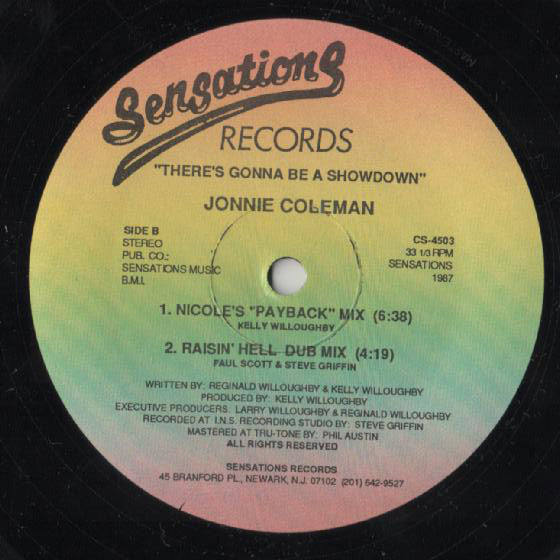 Sensations
RECORDS
"THERE'S GONNA BE A SHOWDOWN"
JONNIE COLEMAN
SIDE B
STEREO
PUB. CO.:
SENSATIONS MUSIC
B.M.I.
CS-4503
33 1/3 RPM
SENSATIONS
1987
1. NICOLE'S "PAYBACK" MIX (6:38)
KELLY WILLOUGHBY
2. RAISIN' HELL DUB MIX (4:19)
PAUL SCOTT & STEVE GRIFFIN
WRITTEN BY: REGINALD WILLOUGHBY & KELLY WILLOUGHBY
PRODUCED BY: KELLY WILLOUGHBY
EXECUTIVE PRODUCERS: LARRY WILLOUGHBY & REGINALD WILLOUGHBY
RECORDED AT I.N.S. RECORDING STUDIO BY: STEVE GRIFFIN
MASTERED AT TRU-TONE BY: PHIL AUSTIN
ALL RIGHTS RESERVED
SENSATIONS RECORDS
45 BRANFORD PL., NEWARK, N.J. 07102 (201) 642-9527